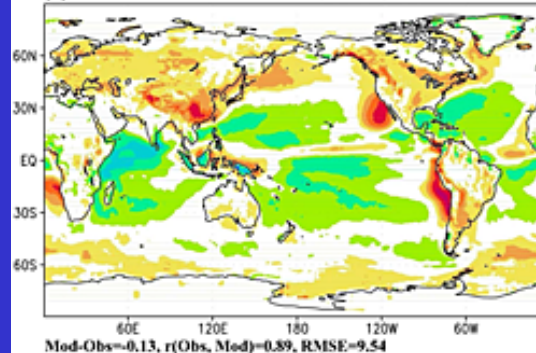 60N
30N
EQ
30S
60S
60E 120E 180 120W 60W
Mod-Obs=-0.13, r(Obs, Mod)=0.89, RMSE=9.54